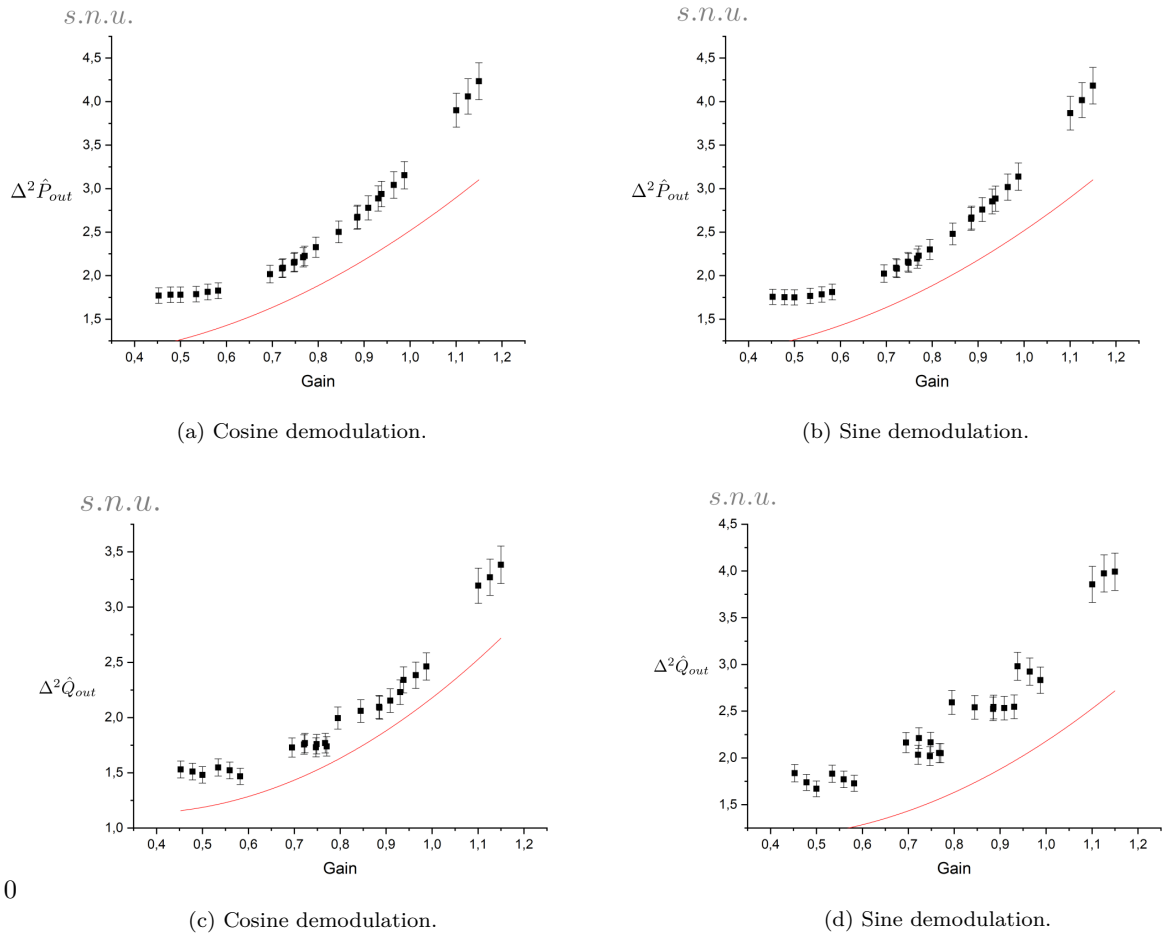 s.n.u.
4,5
4,0
3,5
3,0
2,5
2,0
1,5
Δ²P̂out
0,4 0,5 0,6 0,7 0,8 0,9 1,0 1,1 1,2
Gain
(a) Cosine demodulation.
s.n.u.
4,5
4,0
3,5
3,0
2,5
2,0
1,5
Δ²P̂out
0,4 0,5 0,6 0,7 0,8 0,9 1,0 1,1 1,2
Gain
(b) Sine demodulation.
s.n.u.
3,5
3,0
2,5
2,0
1,5
1,0
Δ²Q̂out
0,4 0,5 0,6 0,7 0,8 0,9 1,0 1,1 1,2
Gain
0
(c) Cosine demodulation.
s.n.u.
4,5
4,0
3,5
3,0
2,5
2,0
1,5
Δ²Q̂out
0,4 0,5 0,6 0,7 0,8 0,9 1,0 1,1 1,2
Gain
(d) Sine demodulation.